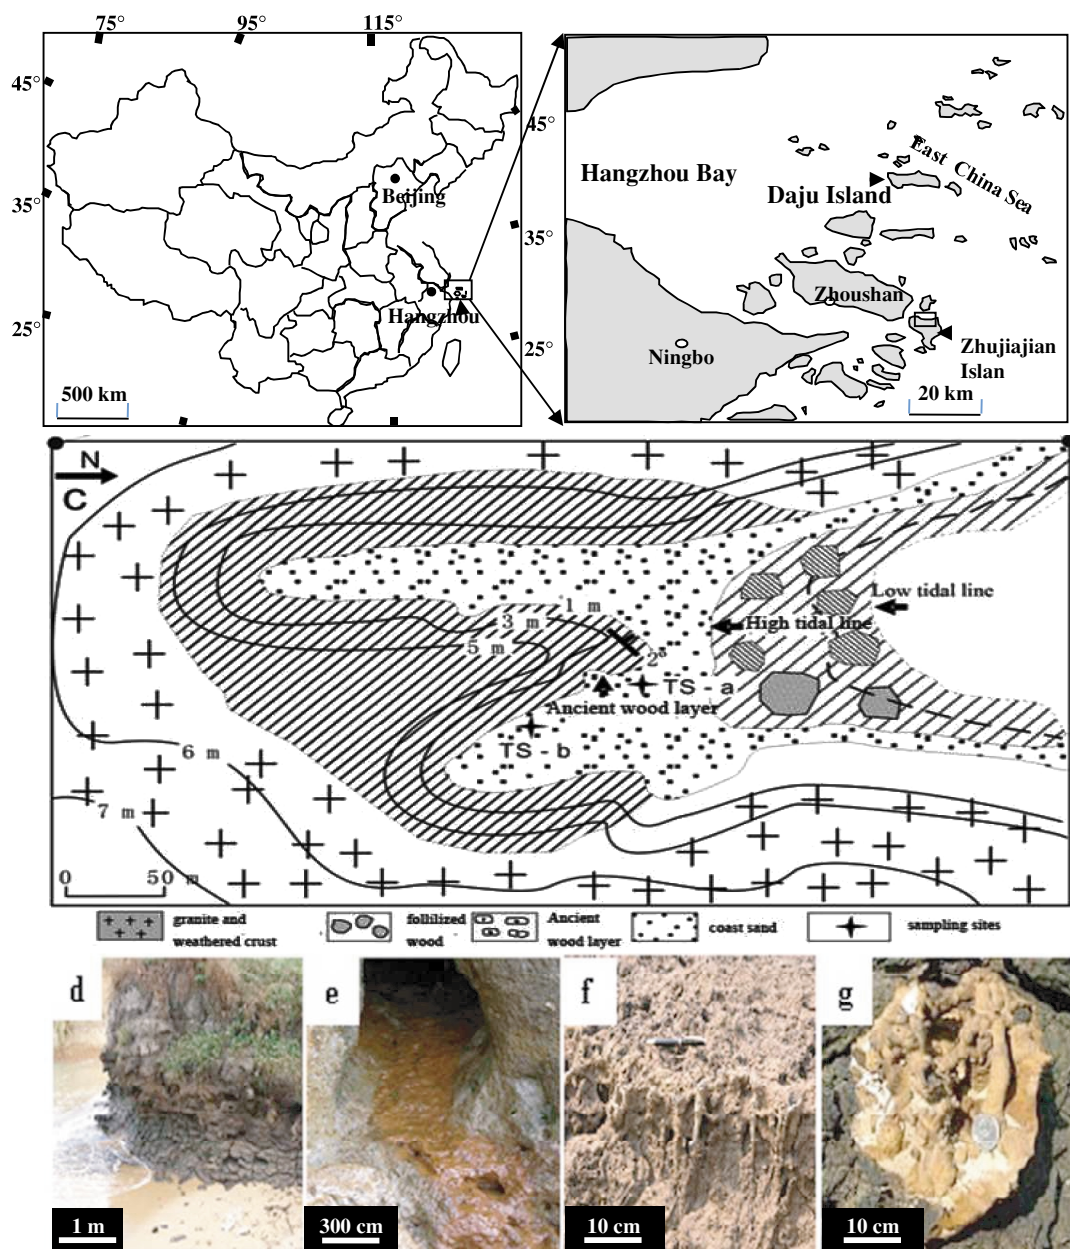 75°
95°
115°
45°
35°
25°
45°
35°
25°
Beijing
Hangzhou
500 km
Hangzhou Bay
East China Sea
Daju Island
Zhoushan
Ningbo
Zhujiajian
Islan
20 km
N
C
1 m
3 m
5 m
2°
Low tidal line
High tidal line
TS - a
Ancient wood layer
TS - b
6 m
7 m
0 50 m
granite and
weathered crust
follilized
wood
Ancient
wood layer
coast sand
sampling sites
d
e
f
g
1 m
300 cm
10 cm
10 cm